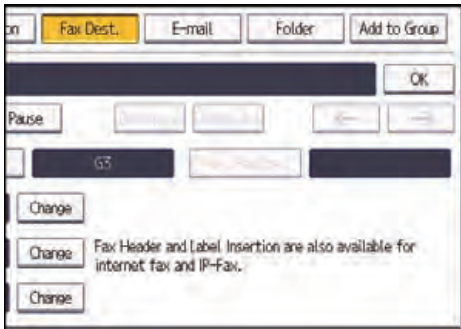 on Fax Dest. E-mail Folder Add to Group
OK
Pause
G3
Change
Change Fax Header and Label Insertion are also available for
internet fax and IP-Fax.
Change